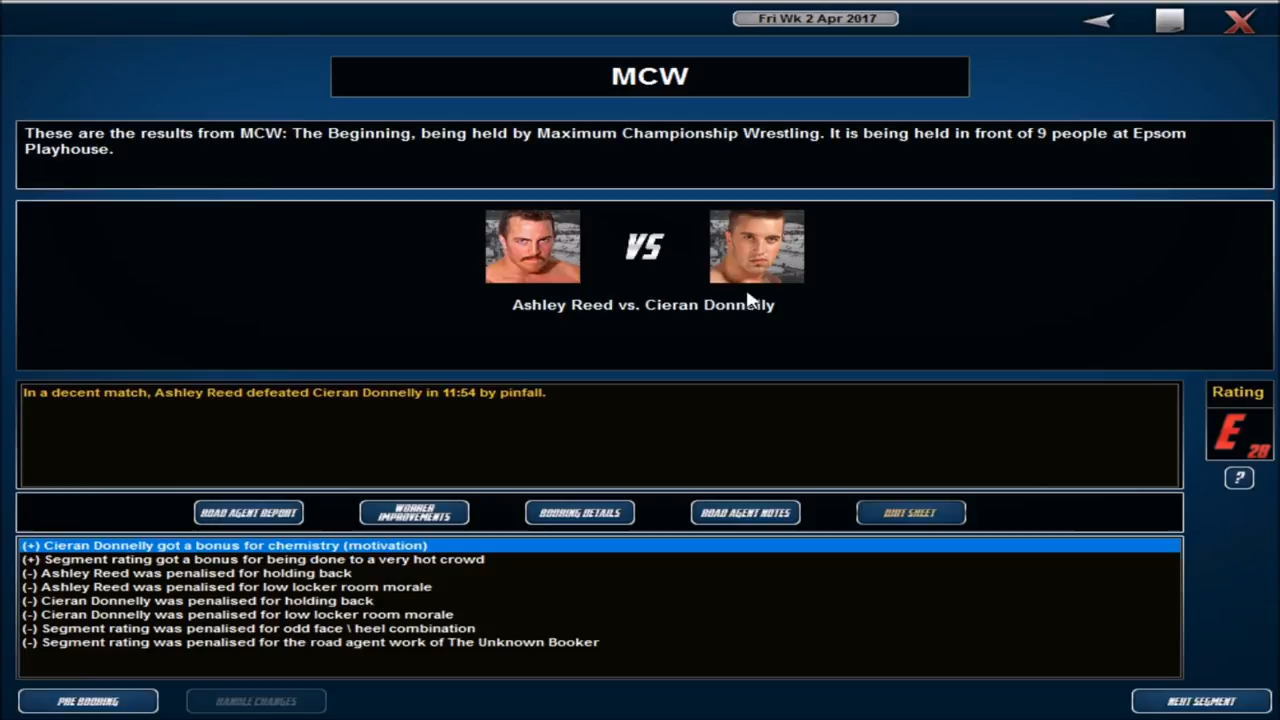 Fri Wk 2 Apr 2017
MCW
These are the results from MCW: The Beginning, being held by Maximum Championship Wrestling. It is being held in front of 9 people at Epsom
Playhouse.
VS
Ashley Reed vs. Cieran Donnelly
In a decent match, Ashley Reed defeated Cieran Donnelly in 11:54 by pinfall.
Rating
E 28
?
ROAD AGENT REPORT
WORKER
IMPROVEMENTS
BOOKING DETAILS
ROAD AGENT NOTES
DIRT SHEET
(+) Cieran Donnelly got a bonus for chemistry (motivation)
(+) Segment rating got a bonus for being done to a very hot crowd
(-) Ashley Reed was penalised for holding back
(-) Ashley Reed was penalised for low locker room morale
(-) Cieran Donnelly was penalised for holding back
(-) Cieran Donnelly was penalised for low locker room morale
(-) Segment rating was penalised for odd face \ heel combination
(-) Segment rating was penalised for the road agent work of The Unknown Booker
PRE BOOKING
HANDLE CHANGES
NEXT SEGMENT